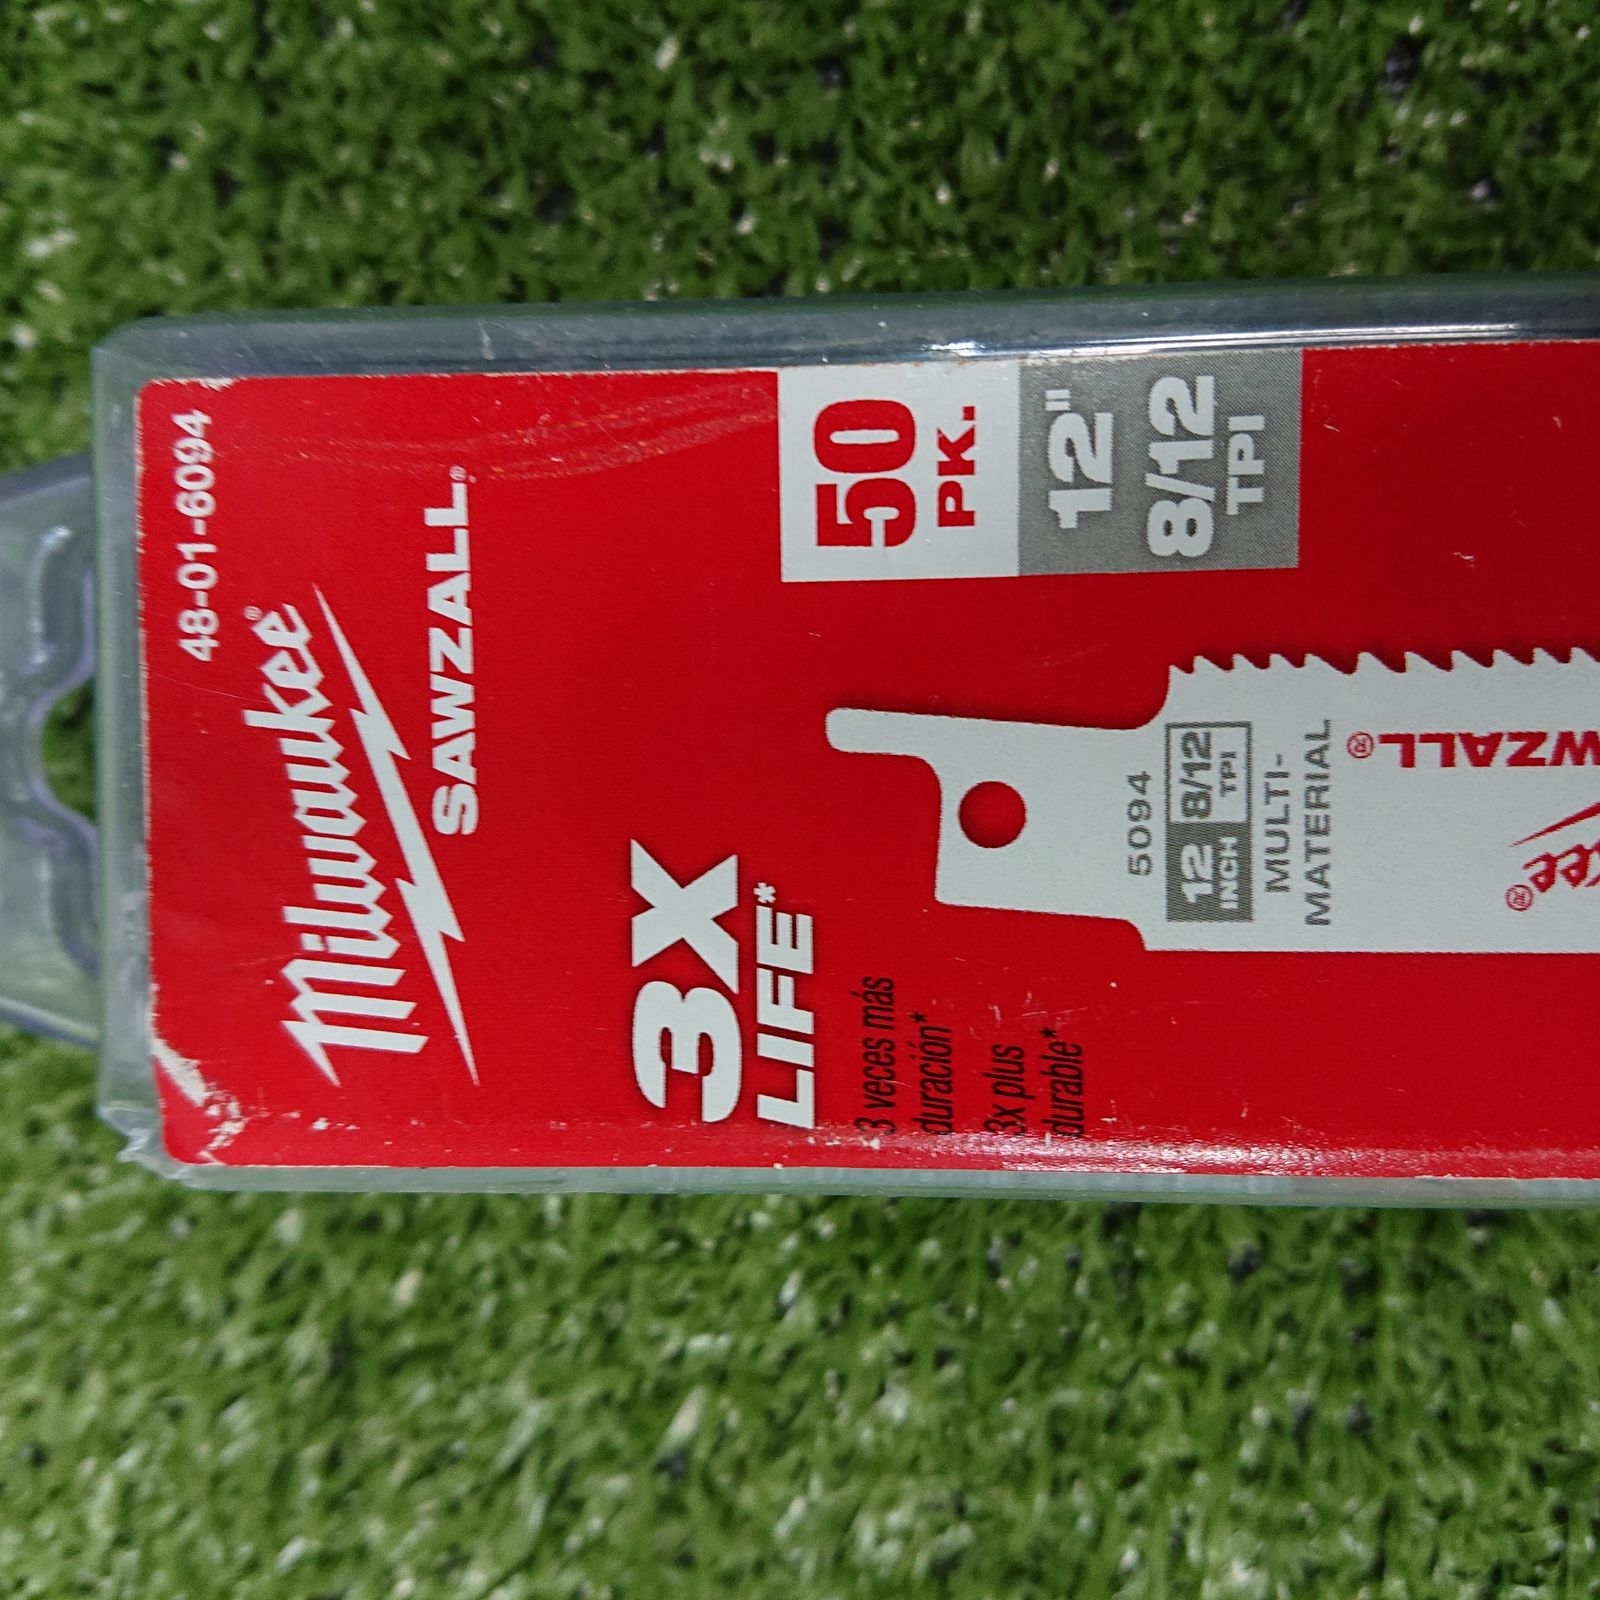 48-01-6094
Milwaukee®
SAWZALL®
3X
LIFE*
3 veces más
duración*
3x plus
durable*
50
PK.
12"
8/12
TPI
5094
12
INCH
8/12
TPI
MULTI-
MATERIAL
WZALL®
kee®